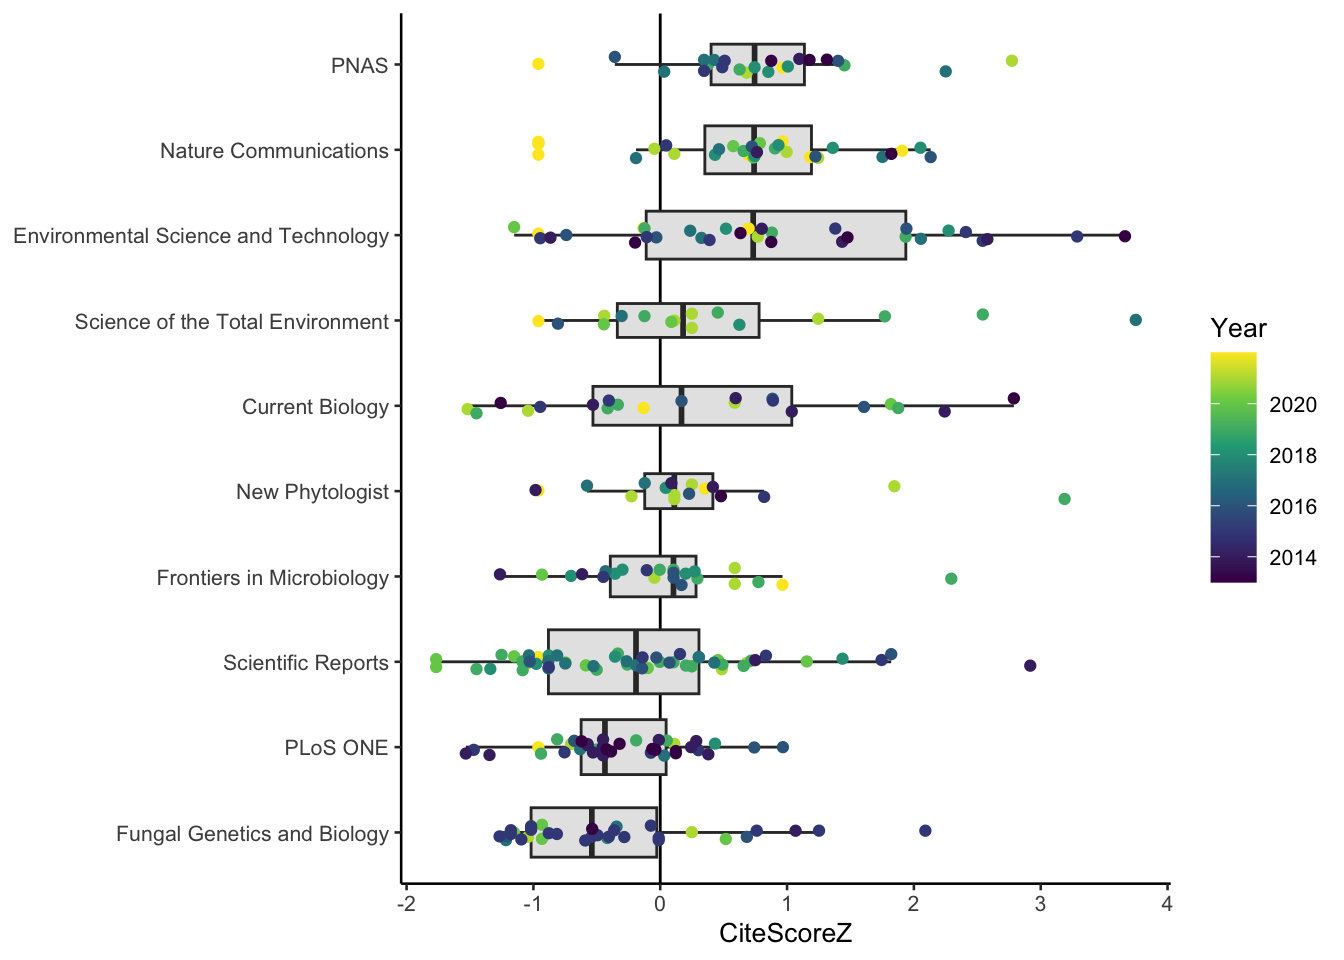 PNAS
Nature Communications
Environmental Science and Technology
Science of the Total Environment
Current Biology
New Phytologist
Frontiers in Microbiology
Scientific Reports
PLoS ONE
Fungal Genetics and Biology
-2 -1 0 1 2 3 4
CiteScoreZ
Year
2020
2018
2016
2014